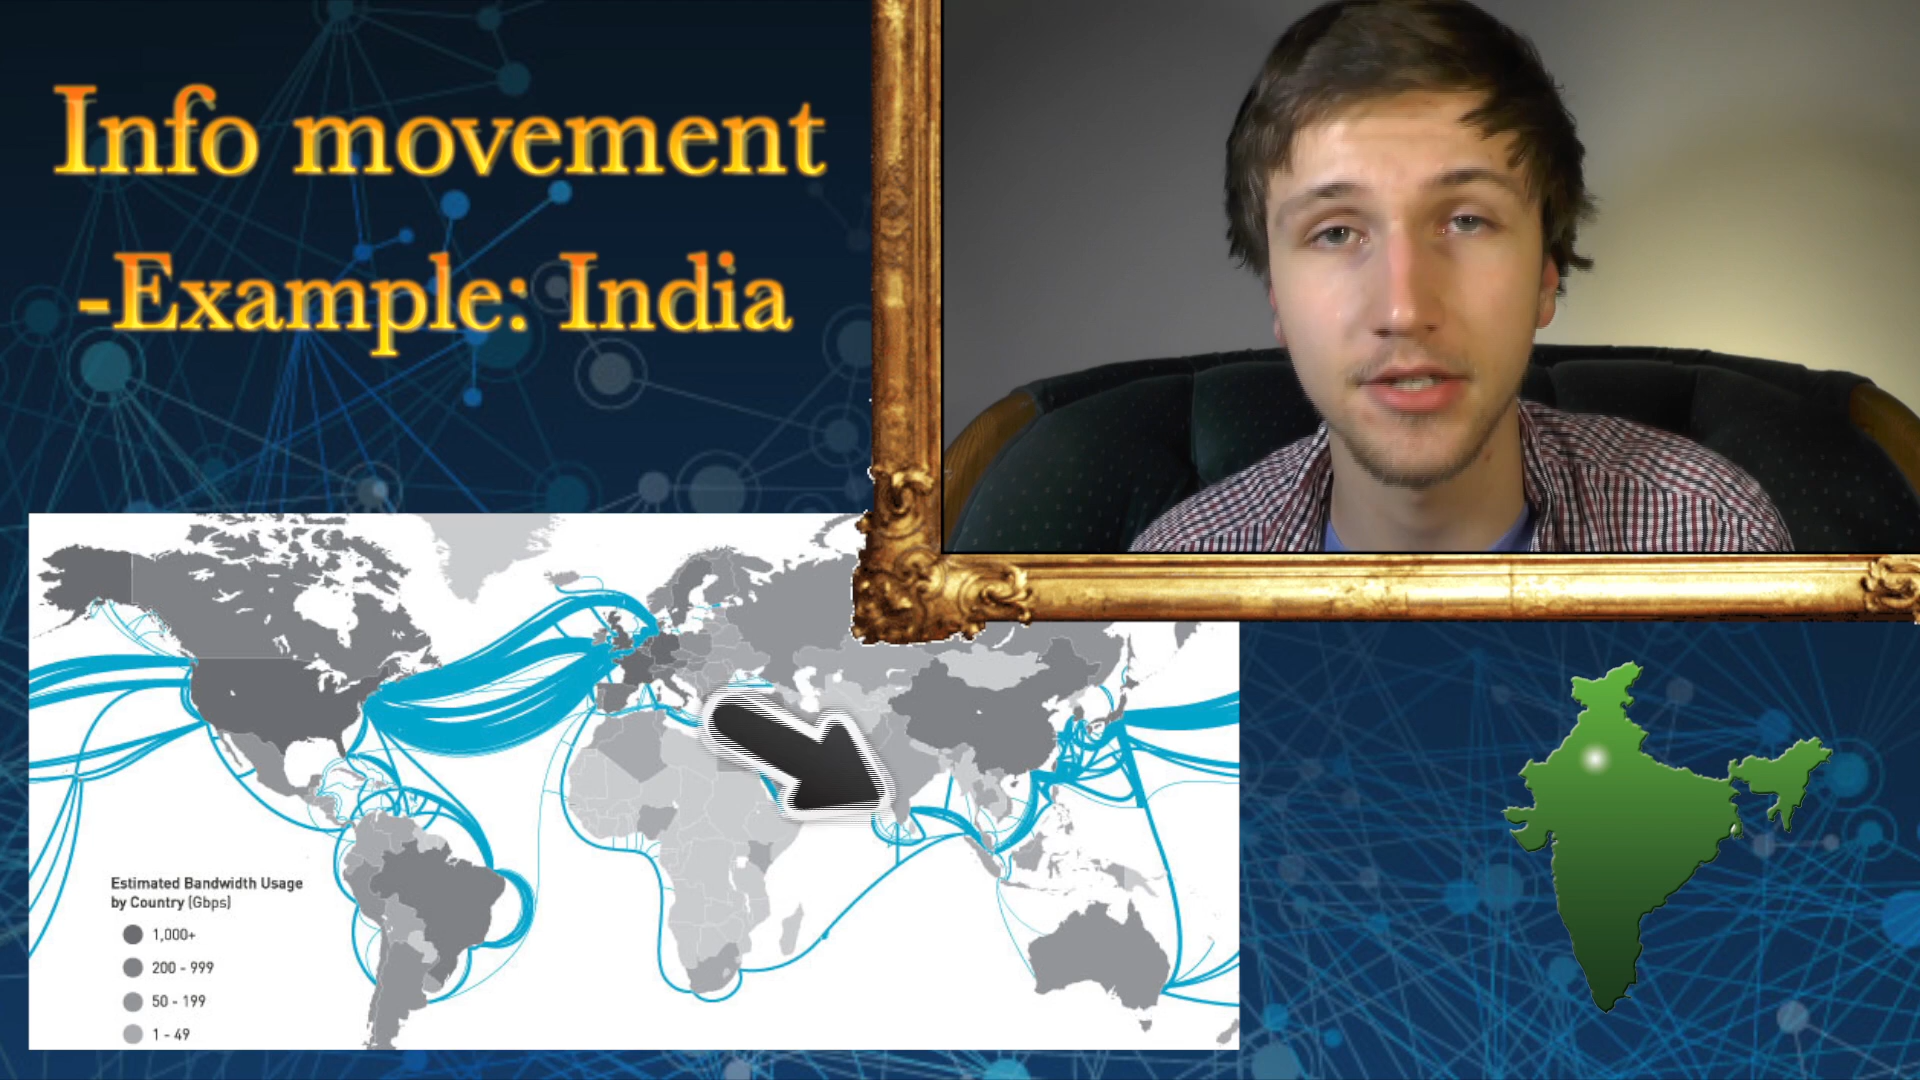 Info movement
-Example: India
Estimated Bandwidth Usage
by Country (Gbps)
1,000+
200 - 999
50 - 199
1 - 49